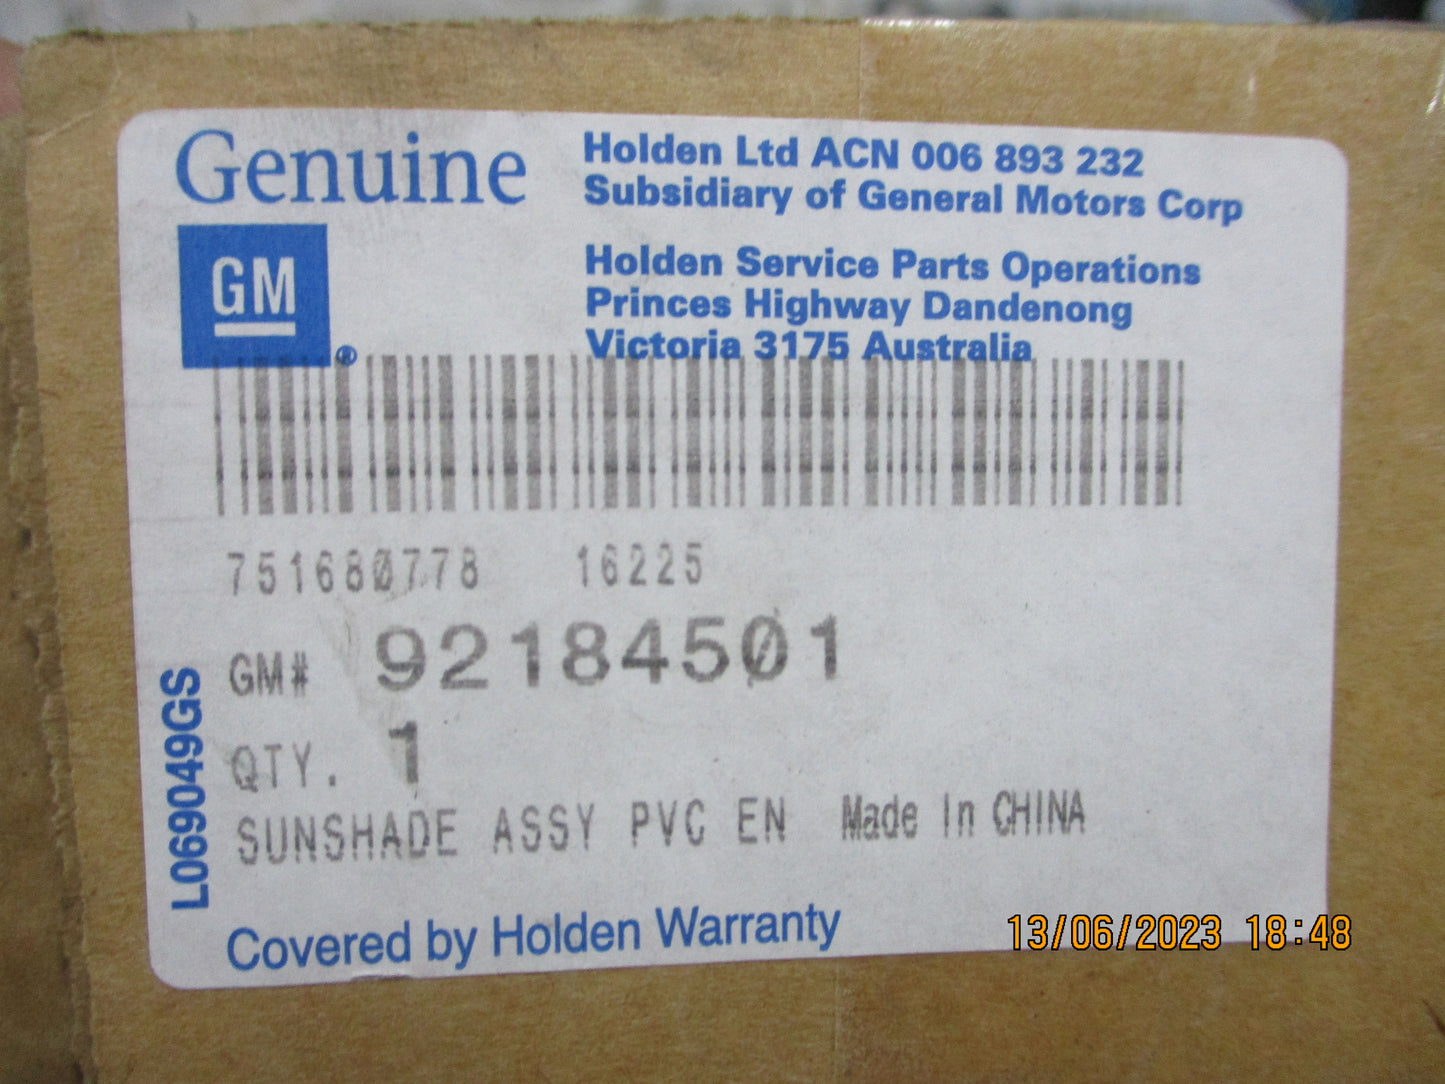 Genuine
GM
®
Holden Ltd ACN 006 893 232
Subsidiary of General Motors Corp
Holden Service Parts Operations
Princes Highway Dandenong
Victoria 3175 Australia
751680778 16225
GM# 92184501
QTY. 1
SUNSHADE ASSY PVC EN Made In CHINA
L069049GS
Covered by Holden Warranty
13/06/2023 18:48